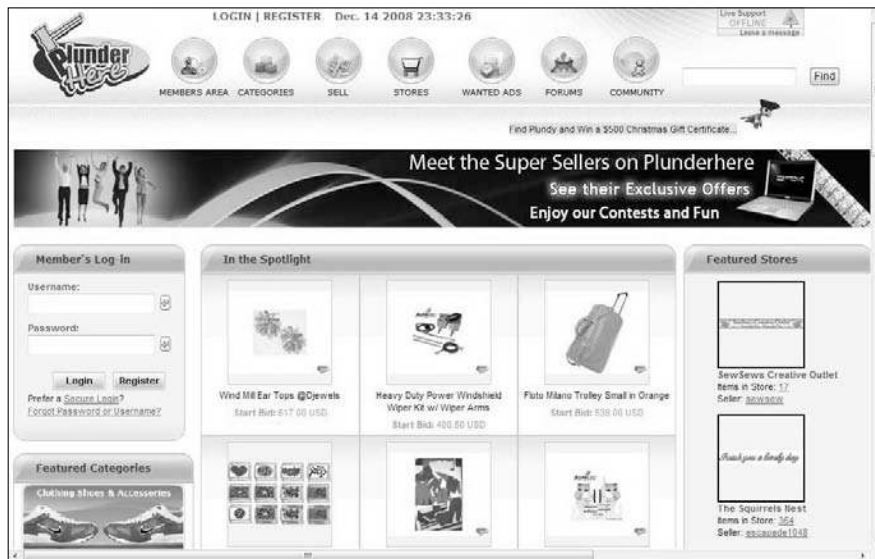 LOGIN | REGISTER Dec. 14 2008 23:33:26
Live Support
OFFLINE
Leave a message
Plunder
Here
MEMBERS AREA CATEGORIES SELL STORES WANTED ADS FORUMS COMMUNITY
Find
Find Plundy and Win a $500 Christmas Gift Certificate...
Meet the Super Sellers on Plunderhere
See their Exclusive Offers
Enjoy our Contests and Fun
Member's Log-in
Username:
Password:
Login Register
Prefer a Secure Login?
Forgot Password or Username?
Featured Categories
Clothing Shoes & Accessories
In the Spotlight
Wind Mill Ear Tops @Djewels
Start Bid: 617.00 USD
Heavy Duty Power Windshield
Wiper Kit w/ Wiper Arms
Start Bid: 400.50 USD
Fluto Milano Trolley Small in Orange
Start Bid: 539.00 USD
Featured Stores
SewSews Creative Outlet
Items in Store: 17
Seller: sewsew
The Squirrels Nest
Items in Store: 364
Seller: escapade1048